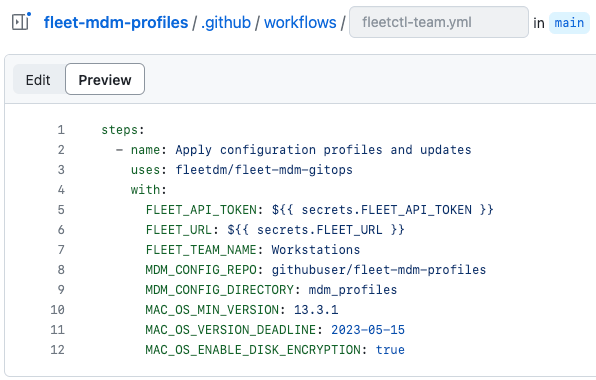 fleet-mdm-profiles / .github / workflows / fleetctl-team.yml in main
Edit Preview
1 steps:
2 - name: Apply configuration profiles and updates
3 uses: fleetdm/fleet-mdm-gitops
4 with:
5 FLEET_API_TOKEN: ${{ secrets.FLEET_API_TOKEN }}
6 FLEET_URL: ${{ secrets.FLEET_URL }}
7 FLEET_TEAM_NAME: Workstations
8 MDM_CONFIG_REPO: githubuser/fleet-mdm-profiles
9 MDM_CONFIG_DIRECTORY: mdm_profiles
10 MAC_OS_MIN_VERSION: 13.3.1
11 MAC_OS_VERSION_DEADLINE: 2023-05-15
12 MAC_OS_ENABLE_DISK_ENCRYPTION: true